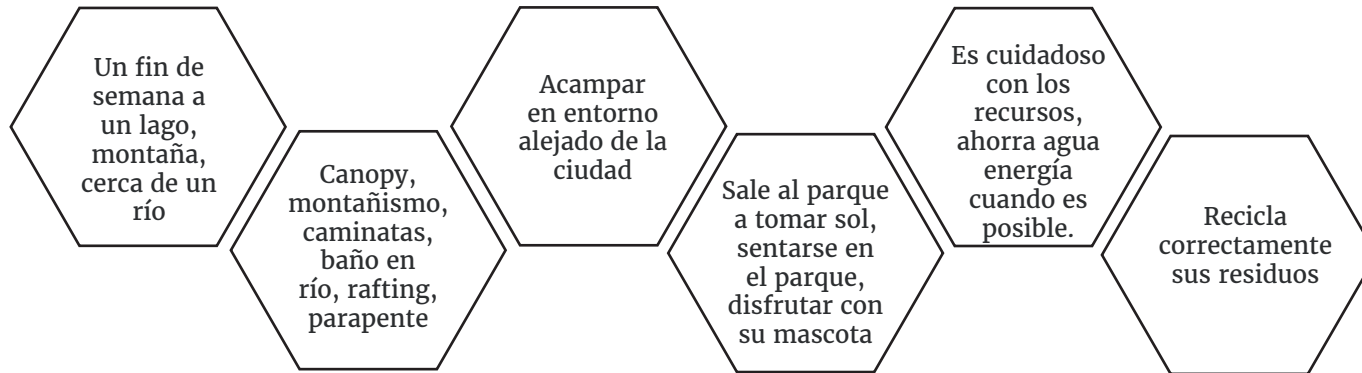 Un fin de
semana a
un lago,
montaña,
cerca de un
río
Canopy,
montañismo,
caminatas,
baño en
río, rafting,
parapente
Acampar
en entorno
alejado de la
ciudad
Sale al parque
a tomar sol,
sentarse en
el parque,
disfrutar con
su mascota
Es cuidadoso
con los
recursos,
ahorra agua
energía
cuando es
posible.
Recicla
correctamente
sus residuos